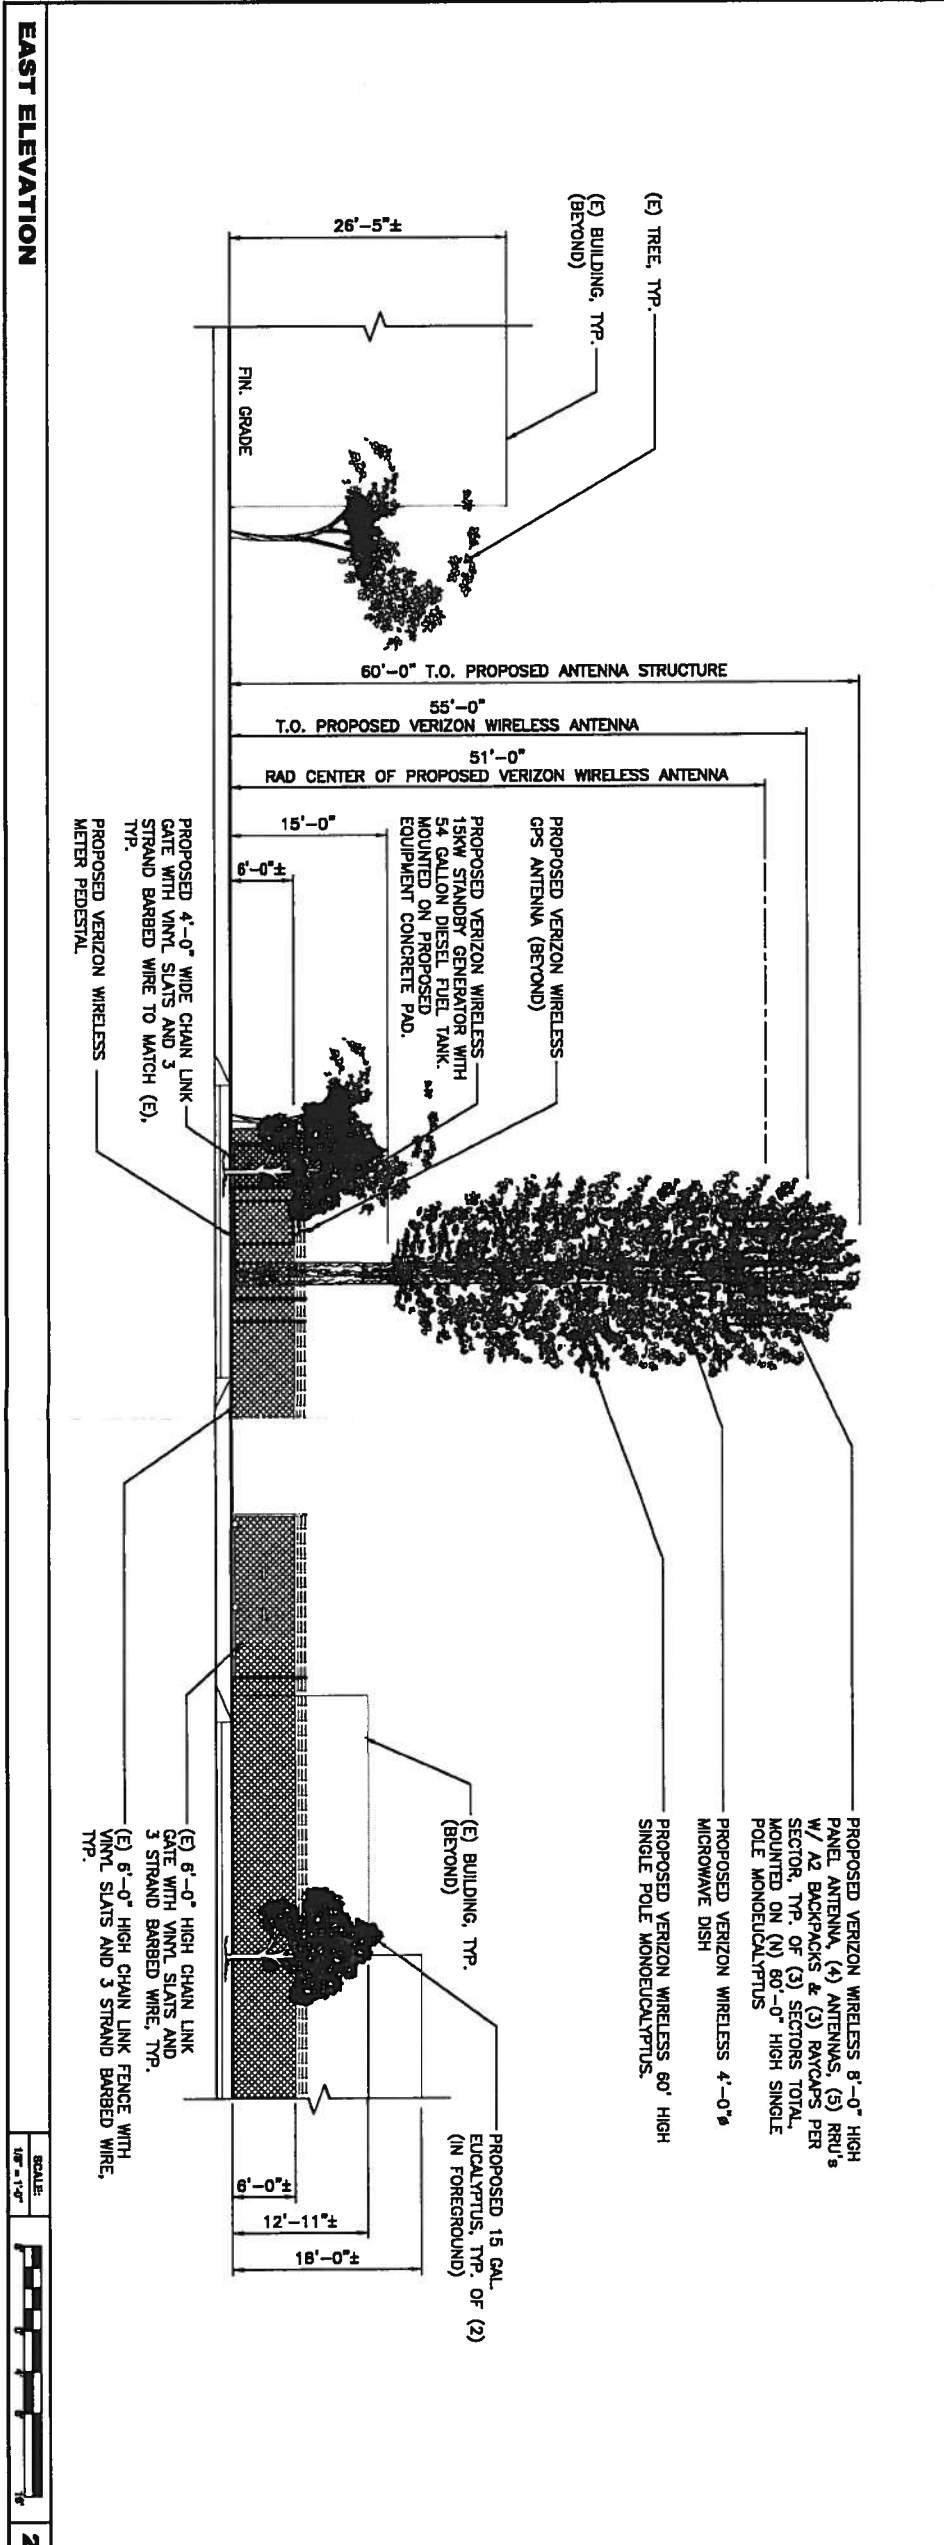 (E) TREE, TYP.
(E) BUILDING, TYP.
(BEYOND)
26'-5"±
FIN. GRADE
60'-0" T.O. PROPOSED ANTENNA STRUCTURE
55'-0"
T.O. PROPOSED VERIZON WIRELESS ANTENNA
51'-0"
RAD CENTER OF PROPOSED VERIZON WIRELESS ANTENNA
15'-0"
6'-0"±
PROPOSED VERIZON WIRELESS
GPS ANTENNA (BEYOND)
PROPOSED VERIZON WIRELESS
15KW STANDBY GENERATOR WITH
54 GALLON DIESEL FUEL TANK.
MOUNTED ON PROPOSED
EQUIPMENT CONCRETE PAD.
PROPOSED 4'-0" WIDE CHAIN LINK
GATE WITH VINYL SLATS AND 3
STRAND BARBED WIRE TO MATCH (E),
TYP.
PROPOSED VERIZON WIRELESS
METER PEDESTAL
PROPOSED VERIZON WIRELESS 8'-0" HIGH
PANEL ANTENNA, (4) ANTENNAS, (5) RRU's
W/ A2 BACKPACKS & (3) RAYCAPS PER
SECTOR, TYP. OF (3) SECTORS TOTAL,
MOUNTED ON (N) 60'-0" HIGH SINGLE
POLE MONOEUCALYPTUS
PROPOSED VERIZON WIRELESS 4'-0"ø
MICROWAVE DISH
PROPOSED VERIZON WIRELESS 60' HIGH
SINGLE POLE MONOEUCALYPTUS.
(E) BUILDING, TYP.
(BEYOND)
PROPOSED 15 GAL.
EUCALYPTUS, TYP. OF (2)
(IN FOREGROUND)
(E) 6'-0" HIGH CHAIN LINK
GATE WITH VINYL SLATS AND
3 STRAND BARBED WIRE, TYP.
(E) 6'-0" HIGH CHAIN LINK FENCE WITH
VINYL SLATS AND 3 STRAND BARBED WIRE,
TYP.
6'-0"±
12'-11"±
18'-0"±
EAST ELEVATION
SCALE:
1/8" = 1'-0"
16'
2